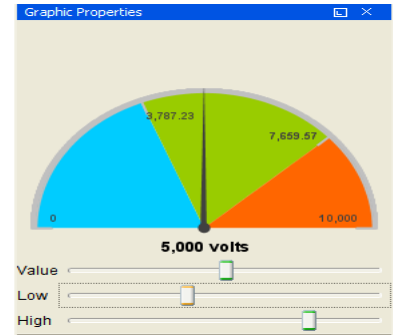 Graphic Properties
3,787.23
7,659.57
0
10,000
5,000 volts
Value
Low
High